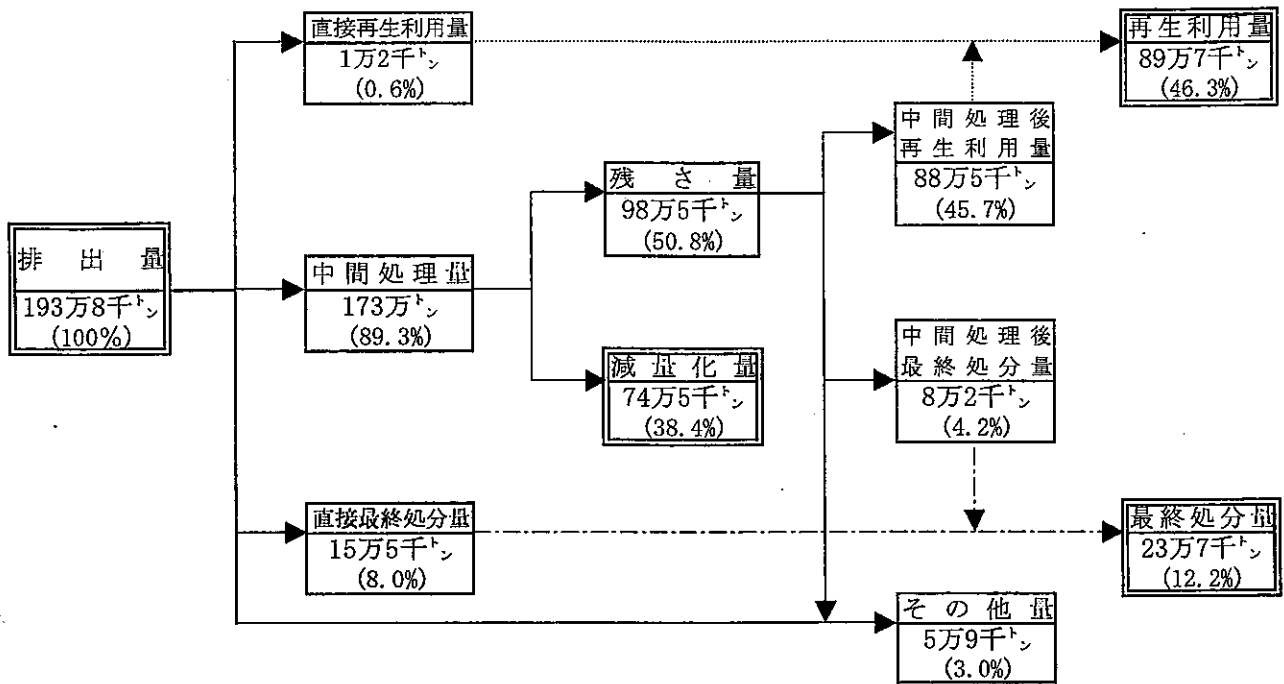 直接再生利用量
1万2千トン
(0.6%)
再生利用量
89万7千トン
(46.3%)
中間処理後
再生利用量
88万5千トン
(45.7%)
残さ量
98万5千トン
(50.8%)
排出量
193万8千トン
(100%)
中間処理量
173万トン
(89.3%)
減量化量
74万5千トン
(38.4%)
中間処理後
最終処分量
8万2千トン
(4.2%)
直接最終処分量
15万5千トン
(8.0%)
最終処分量
23万7千トン
(12.2%)
その他量
5万9千トン
(3.0%)